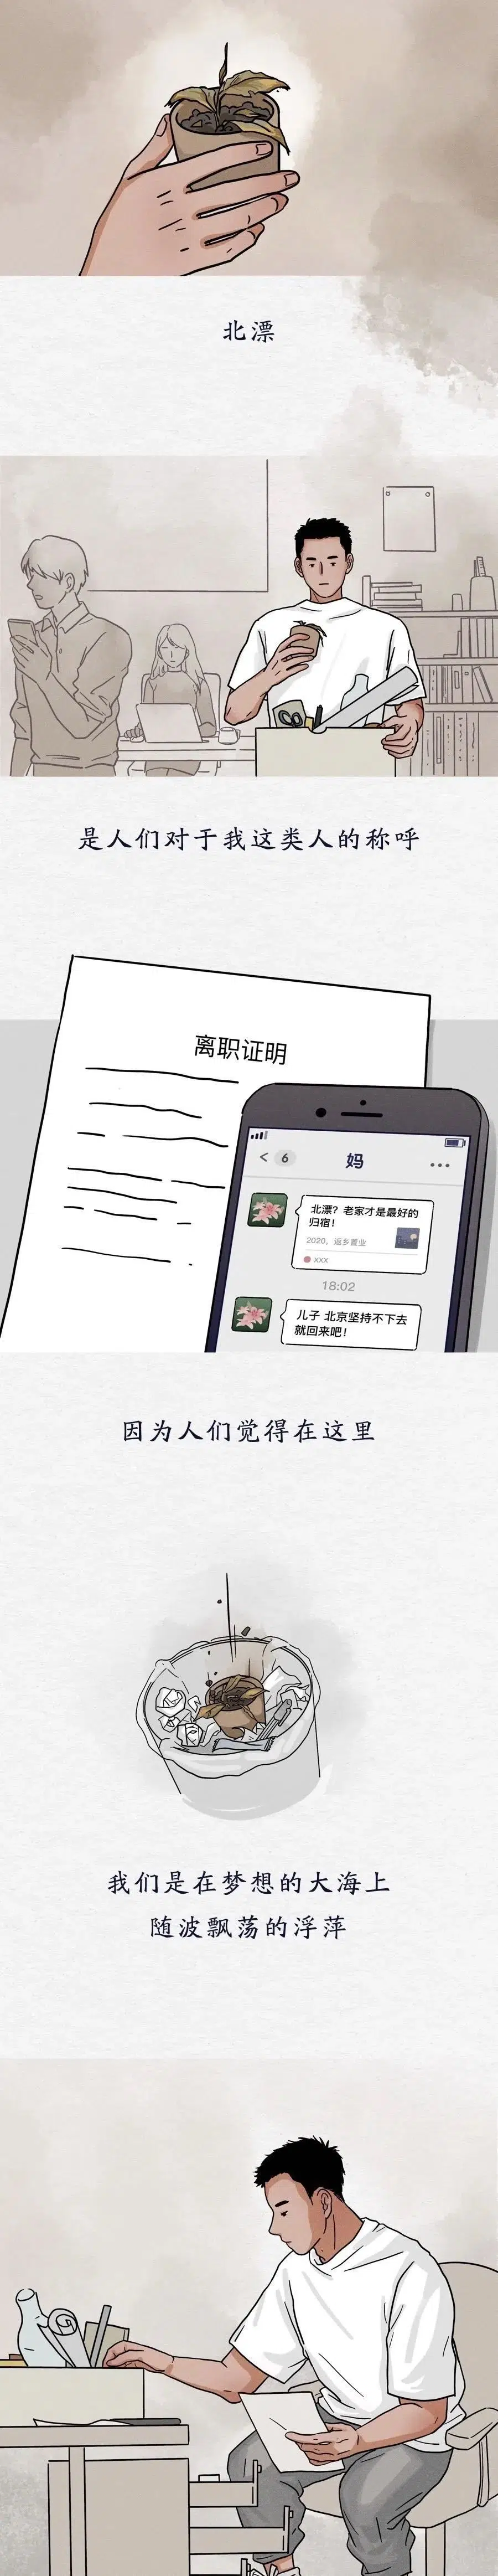 北漂
是人们对于我这类人的称呼
离职证明
< 6 妈
北漂？老家才是最好的
归宿！
2020，返乡置业
xxx
18:02
儿子 北京坚持不下去
就回来吧！
因为人们觉得在这里
我们是在梦想的大海上
随波飘荡的浮萍